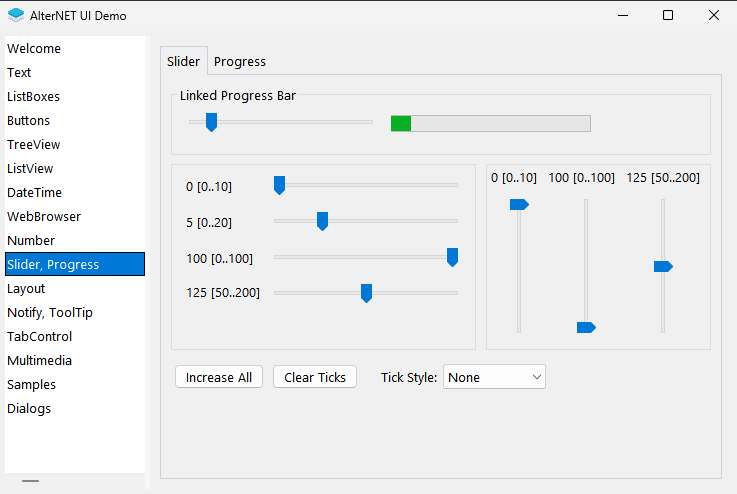 AlterNET UI Demo
Welcome
Text
ListBoxes
Buttons
TreeView
ListView
DateTime
WebBrowser
Number
Slider, Progress
Layout
Notify, ToolTip
TabControl
Multimedia
Samples
Dialogs
Slider Progress
Linked Progress Bar
0 [0..10]
5 [0..20]
100 [0..100]
125 [50..200]
0 [0..10] 100 [0..100] 125 [50..200]
Increase All Clear Ticks Tick Style: None